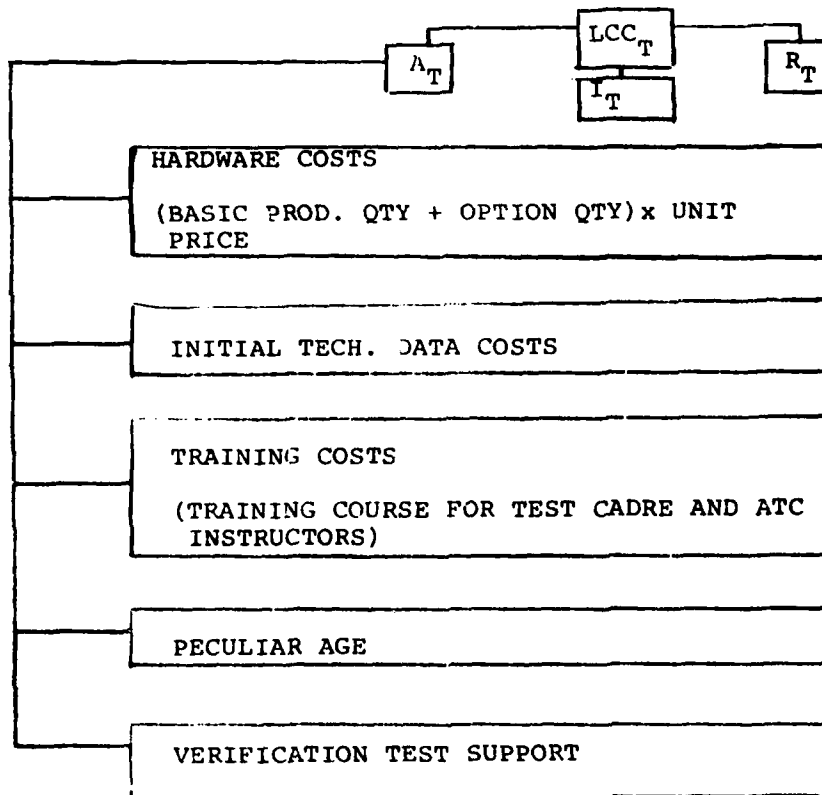 LCC_T
A_T
R_T
I_T
HARDWARE COSTS
(BASIC PROD. QTY + OPTION QTY) x UNIT
PRICE
INITIAL TECH. DATA COSTS
TRAINING COSTS
(TRAINING COURSE FOR TEST CADRE AND ATC
INSTRUCTORS)
PECULIAR AGE
VERIFICATION TEST SUPPORT